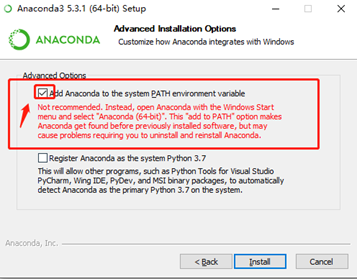 Anaconda3 5.3.1 (64-bit) Setup
Advanced Installation Options
ANACONDA
Customize how Anaconda integrates with Windows
Advanced Options
Add Anaconda to the system PATH environment variable
Not recommended. Instead, open Anaconda with the Windows Start
menu and select "Anaconda (64-bit)". This "add to PATH" option makes
Anaconda get found before previously installed software, but may
cause problems requiring you to uninstall and reinstall Anaconda.
Register Anaconda as the system Python 3.7
This will allow other programs, such as Python Tools for Visual Studio
PyCharm, Wing IDE, PyDev, and MSI binary packages, to automatically
detect Anaconda as the primary Python 3.7 on the system.
Anaconda, Inc.
< Back
Install
Cancel